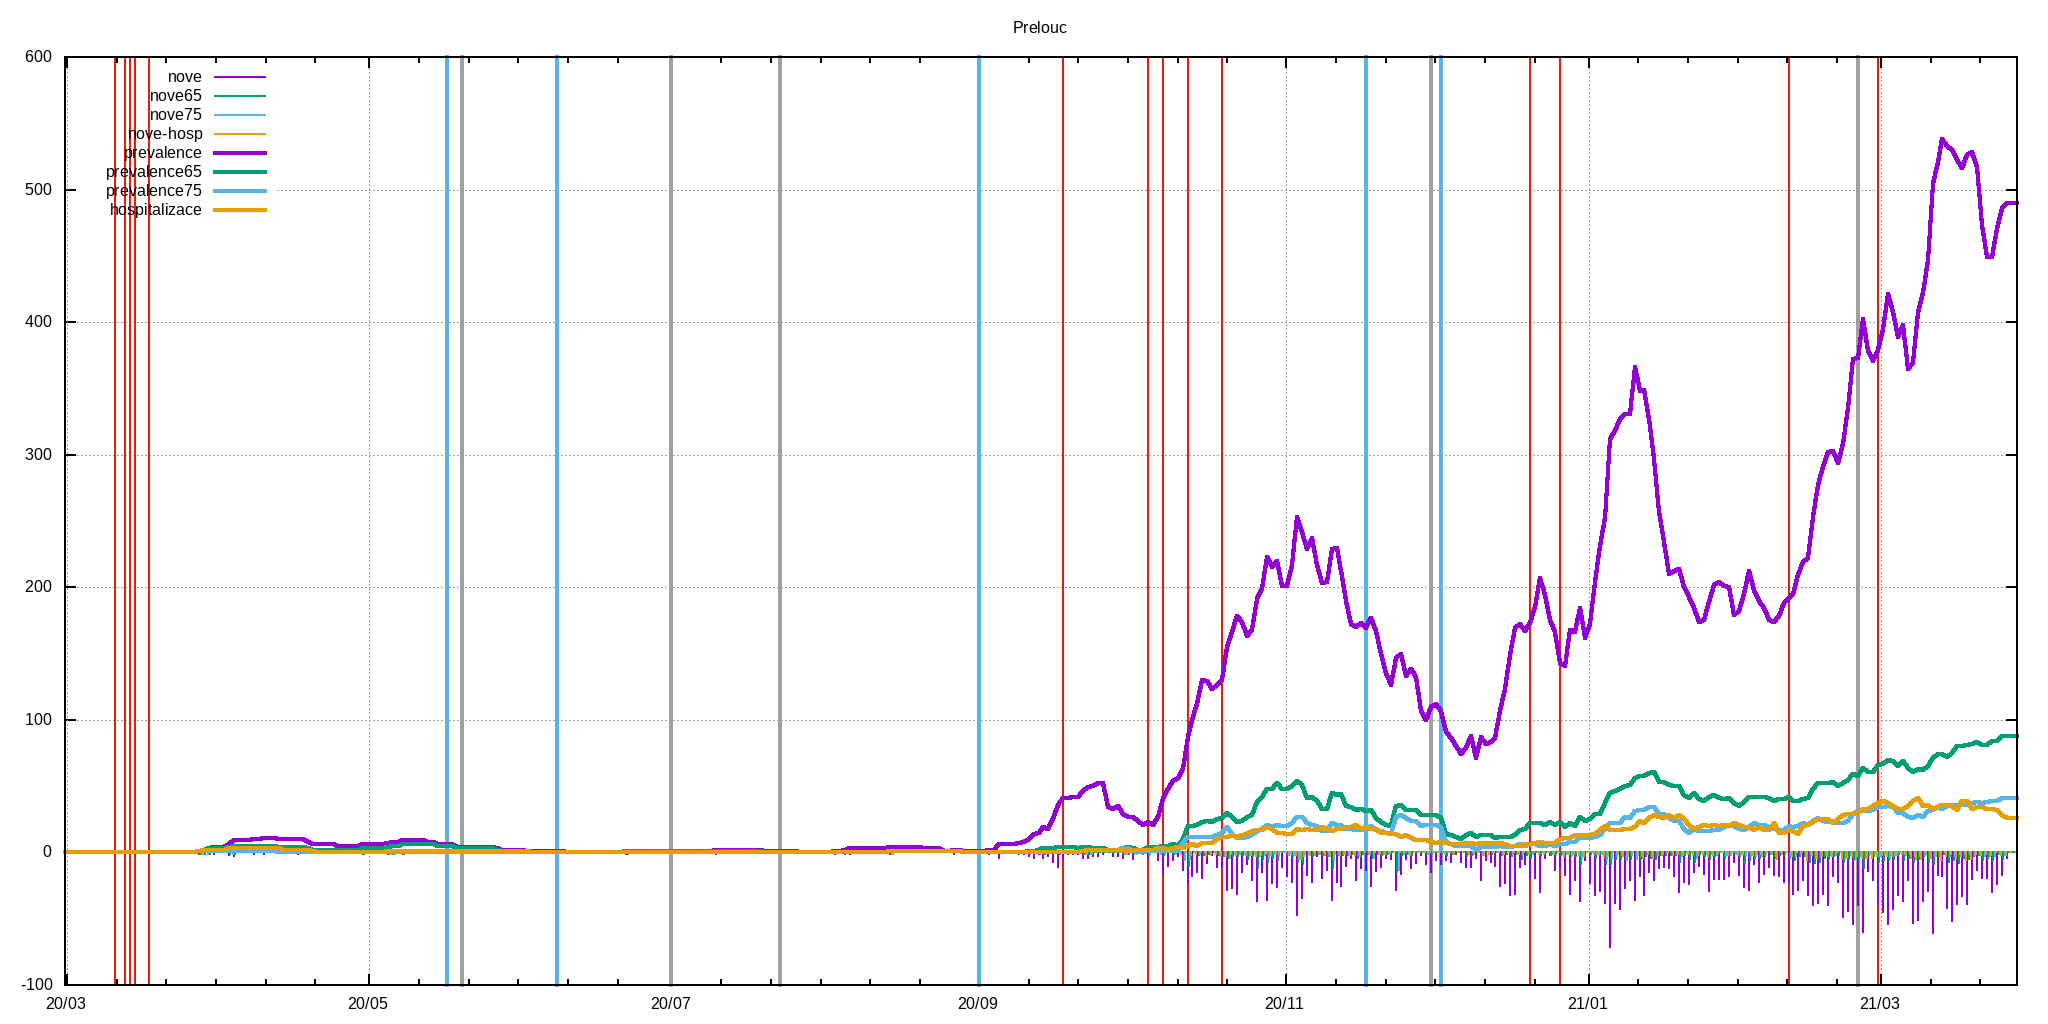 Prelouc
600
nove
nove65
nove75
nove-hosp
prevalence
prevalence65
prevalence75
hospitalizace
500
400
300
200
100
0
-100
20/03 20/05 20/07 20/09 20/11 21/01 21/03